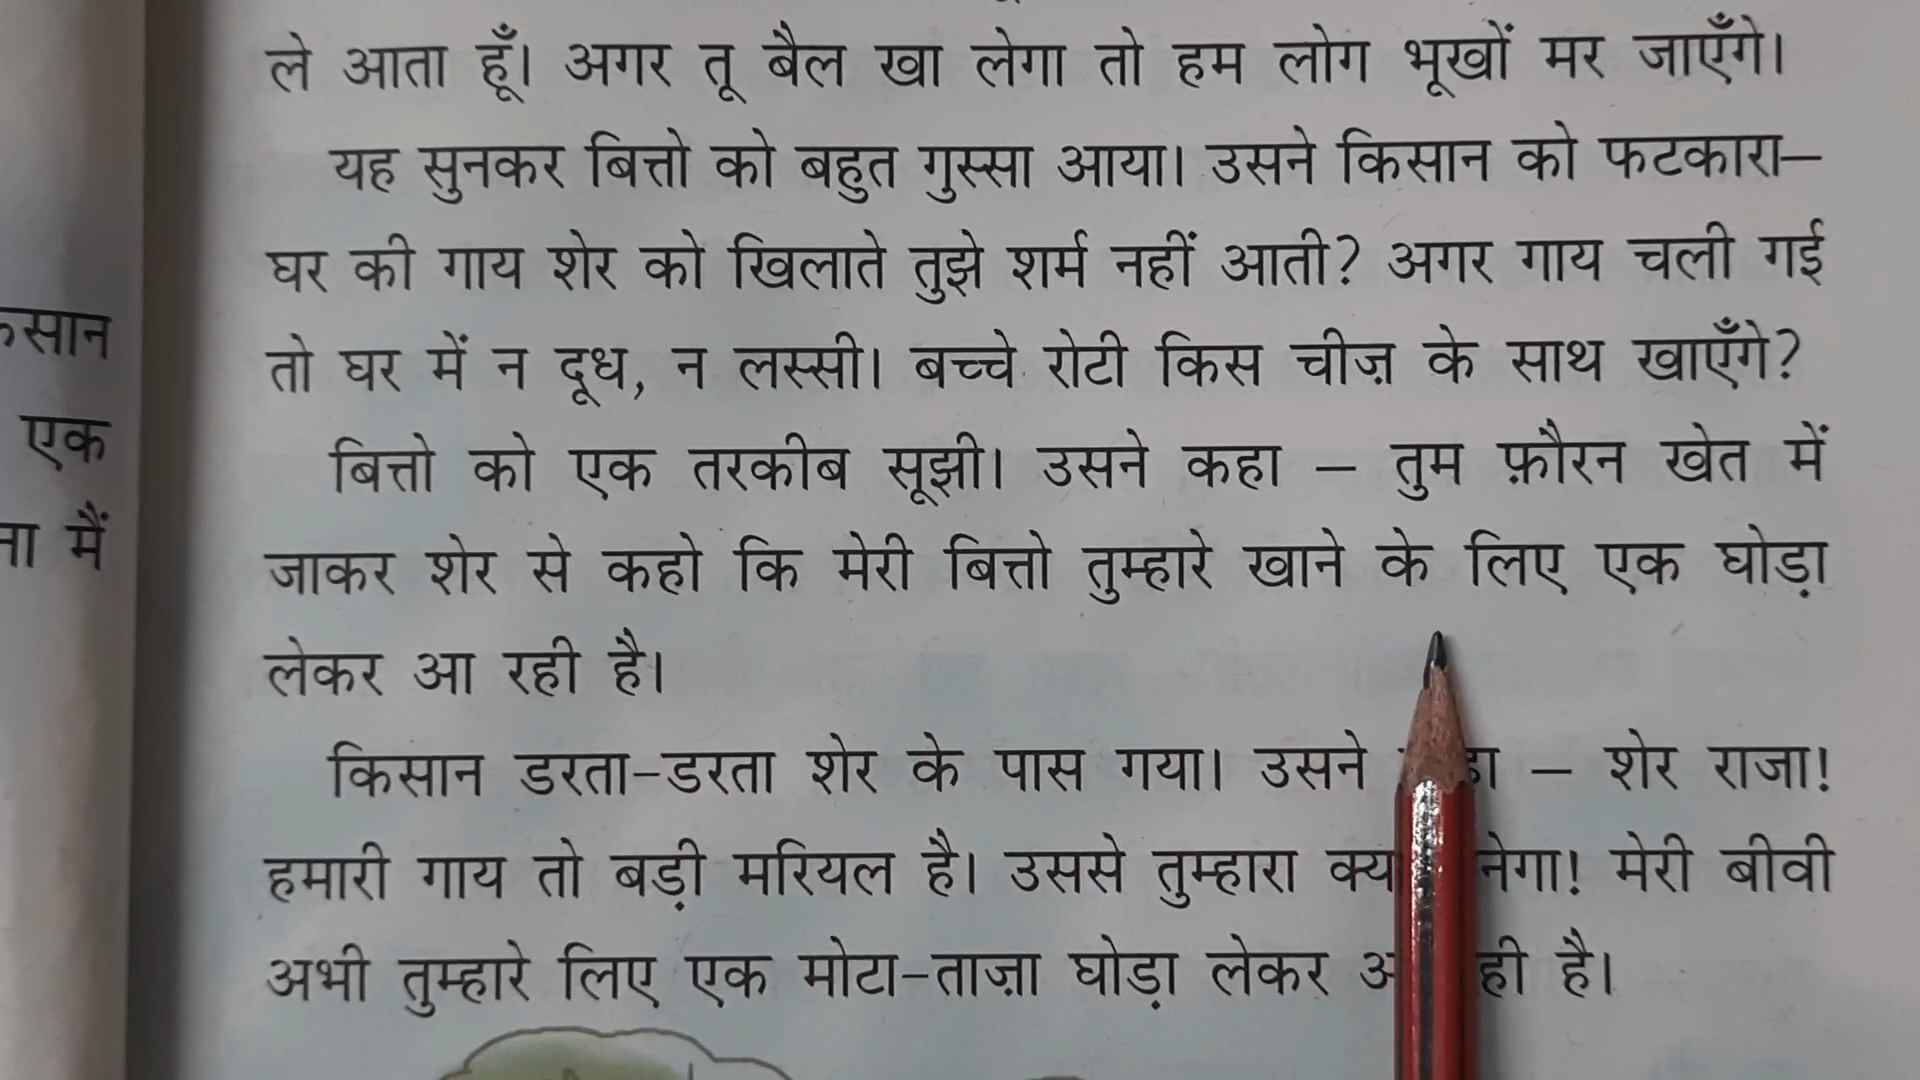 ले आता हूँ। अगर तू बैल खा लेगा तो हम लोग भूखों मर जाएँगे।
यह सुनकर बित्तो को बहुत गुस्सा आया। उसने किसान को फटकारा—
घर की गाय शेर को खिलाते तुझे शर्म नहीं आती? अगर गाय चली गई
तो घर में न दूध, न लस्सी। बच्चे रोटी किस चीज़ के साथ खाएँगे?
बित्तो को एक तरकीब सूझी। उसने कहा – तुम फ़ौरन खेत में
जाकर शेर से कहो कि मेरी बित्तो तुम्हारे खाने के लिए एक घोड़ा
लेकर आ रही है।
किसान डरता-डरता शेर के पास गया। उसने – शेर राजा!
हमारी गाय तो बड़ी मरियल है। उससे तुम्हारा मेरी बीवी
अभी तुम्हारे लिए एक मोटा-ताज़ा घोड़ा लेकर है।
एक
मैं